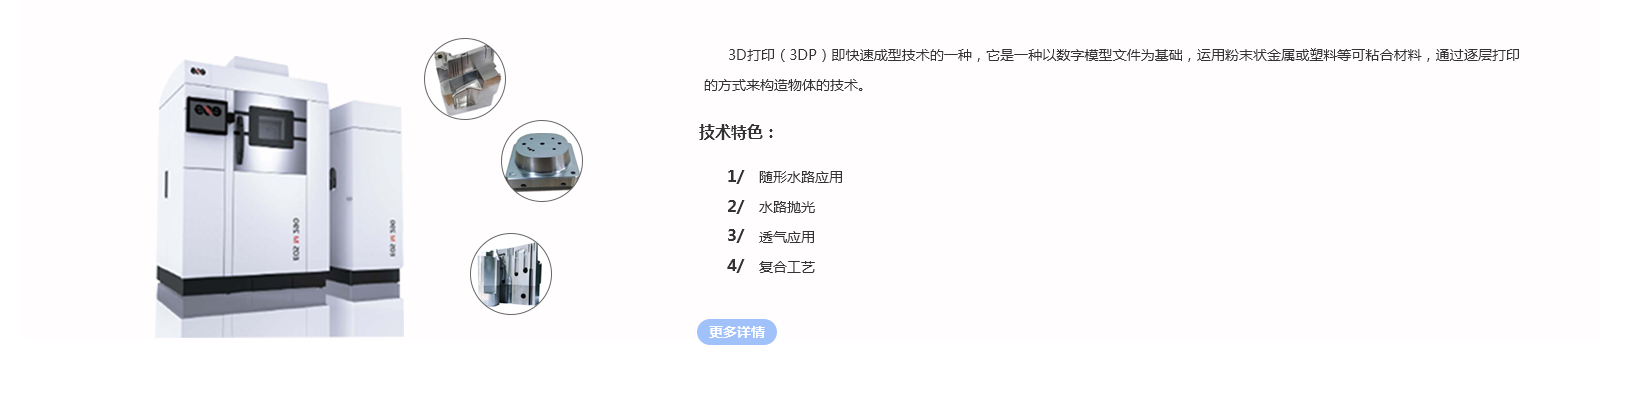 3D打印（3DP）即快速成型技术的一种，它是一种以数字模型文件为基础，运用粉末状金属或塑料等可粘合材料，通过逐层打印
的方式来构造物体的技术。
技术特色：
1/ 随形水路应用
2/ 水路抛光
3/ 透气应用
4/ 复合工艺
更多详情